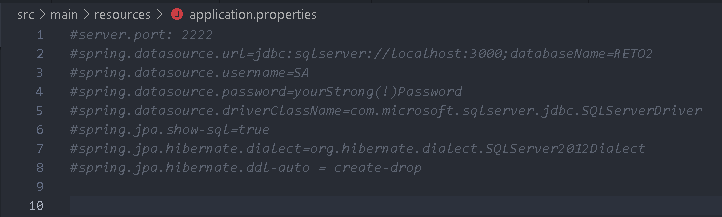 src > main > resources > application.properties
1 #server.port: 2222
2 #spring.datasource.url=jdbc:sqlserver://localhost:3000;databaseName=RETO2
3 #spring.datasource.username=SA
4 #spring.datasource.password=yourStrong(!)Password
5 #spring.datasource.driverClassName=com.microsoft.sqlserver.jdbc.SQLServerDriver
6 #spring.jpa.show-sql=true
7 #spring.jpa.hibernate.dialect=org.hibernate.dialect.SQLServer2012Dialect
8 #spring.jpa.hibernate.ddl-auto = create-drop
9
10